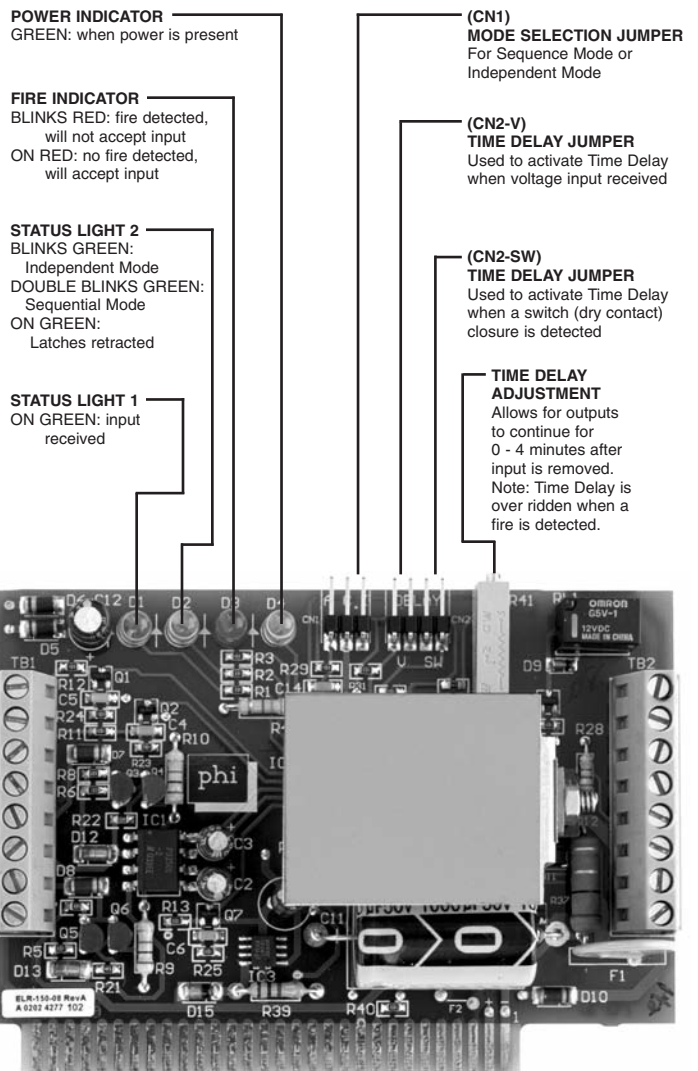 POWER INDICATOR
GREEN: when power is present
FIRE INDICATOR
BLINKS RED: fire detected,
will not accept input
ON RED: no fire detected,
will accept input
STATUS LIGHT 2
BLINKS GREEN:
Independent Mode
DOUBLE BLINKS GREEN:
Sequential Mode
ON GREEN:
Latches retracted
STATUS LIGHT 1
ON GREEN: input
received
(CN1)
MODE SELECTION JUMPER
For Sequence Mode or
Independent Mode
(CN2-V)
TIME DELAY JUMPER
Used to activate Time Delay
when voltage input received
(CN2-SW)
TIME DELAY JUMPER
Used to activate Time Delay
when a switch (dry contact)
closure is detected
TIME DELAY
ADJUSTMENT
Allows for outputs
to continue for
0 - 4 minutes after
input is removed.
Note: Time Delay is
over ridden when a
fire is detected.
C12 D1 D2 D3 D4
D5
CN1
DELAY
V SW
R41
OMRON
G5V-1
12VDC
MADE IN CHINA
TB1
TB2
R12
Q1
C5
R24
R11
D7
R8
R6
R22
D12
D8
Q5
R5
D13
R21
Q6
R9
Q2
C4
R10
R23
IC1
C3
C2
R3
R2
R1
C14
R29
D9
R28
phi
R13
C6
Q7
R25
IC3
C11
R37
F1
D15
R39
R40
F2
D10
1
ELR-150-08 RevA
A 0202 4277 102